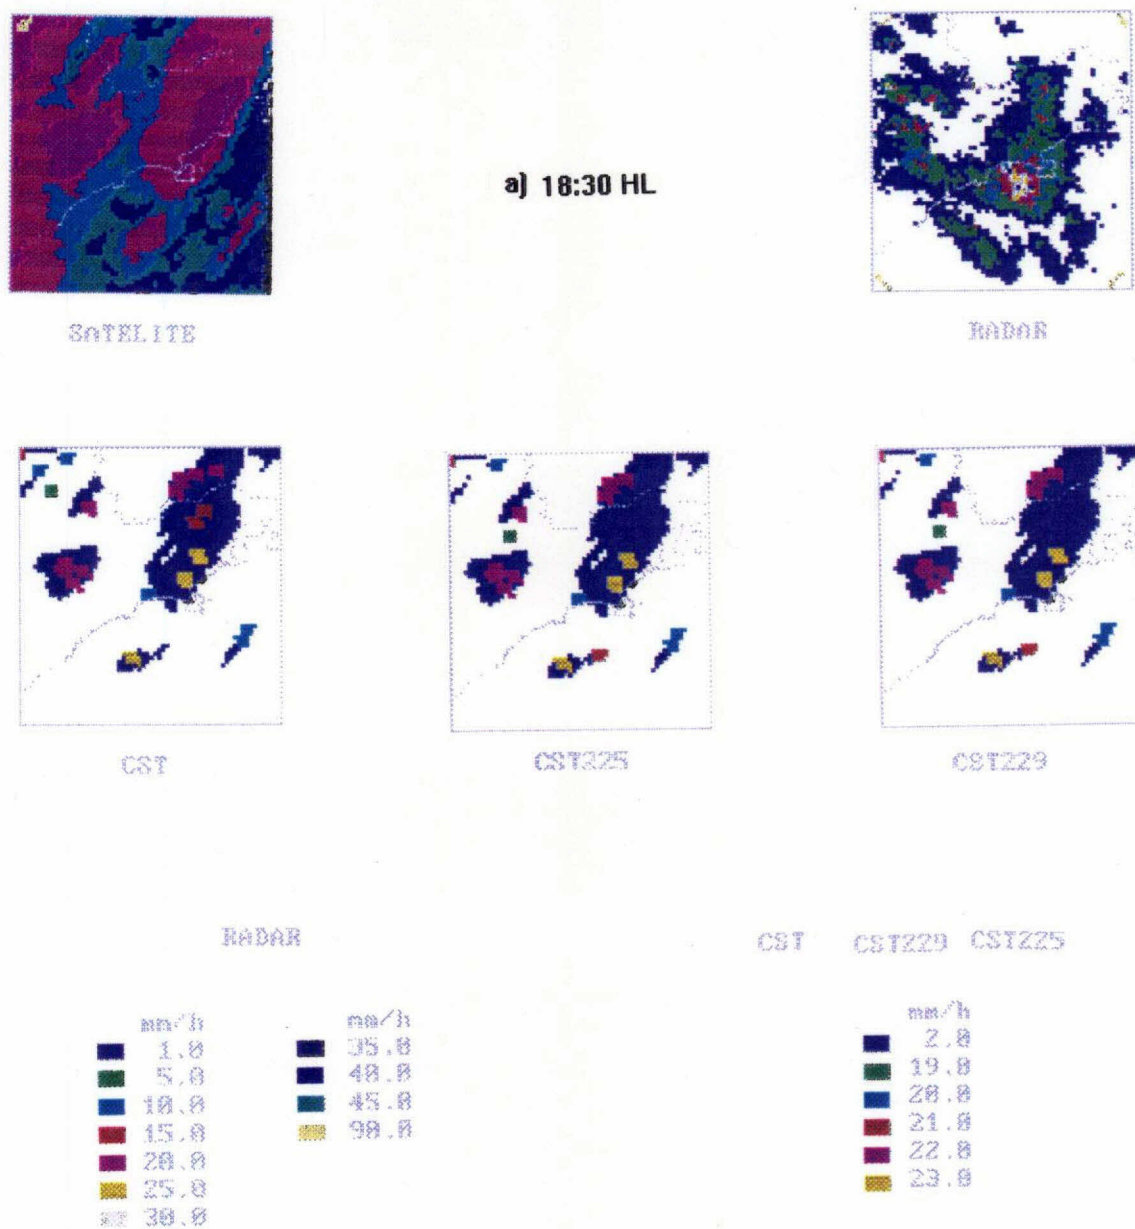 a) 18:30 HL
SATELITE
RADAR
CST
CST225
CST229
RADAR
mm/h
1.0
5.0
10.0
15.0
20.0
25.0
30.0
mm/h
35.0
40.0
45.0
90.0
CST CST229 CST225
mm/h
2.0
19.0
20.0
21.0
22.0
23.0